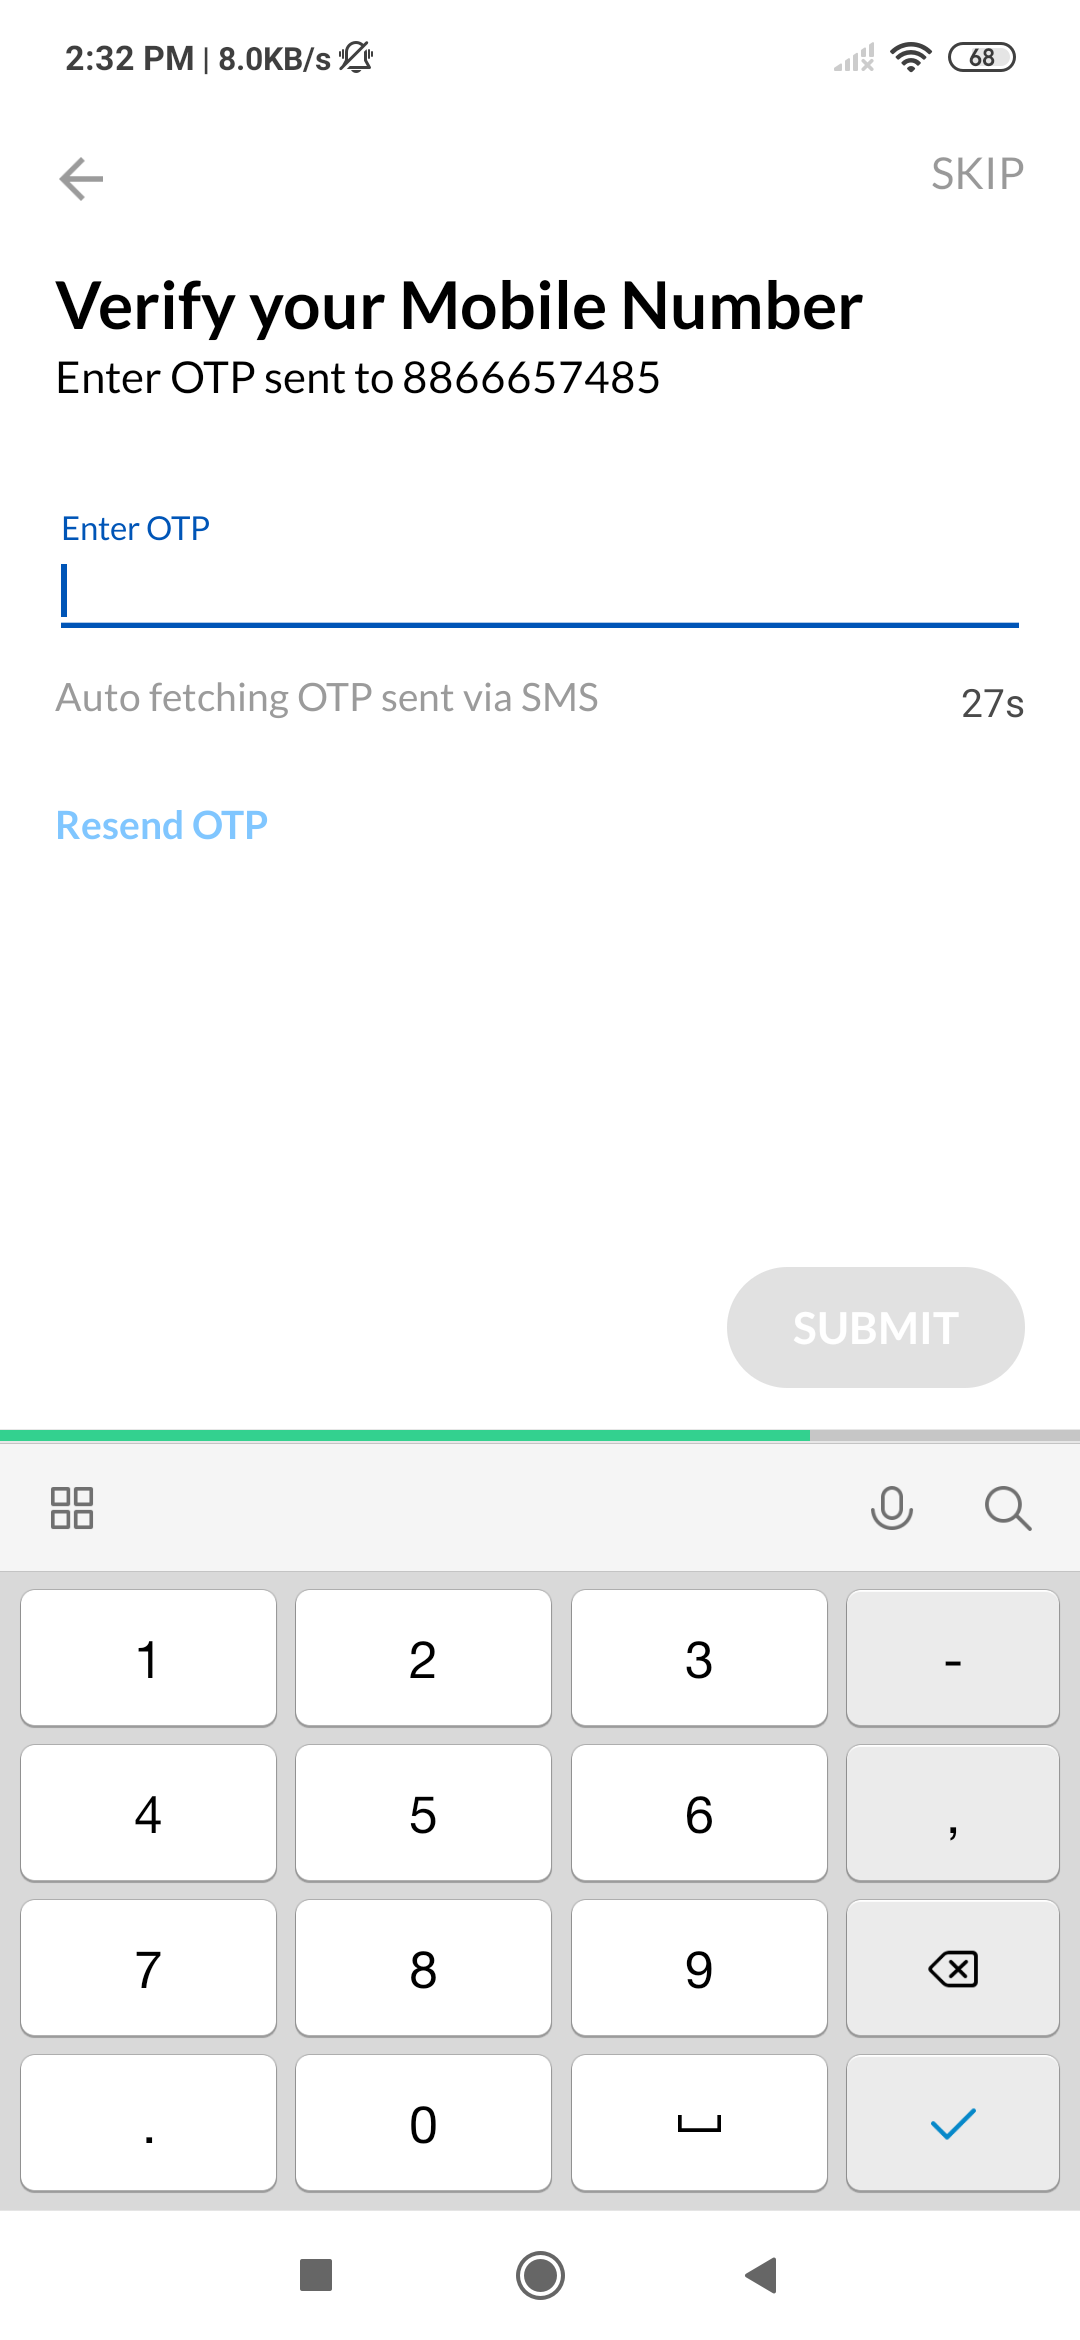 2:32 PM | 8.0KB/s
68
SKIP
Verify your Mobile Number
Enter OTP sent to 8866657485
Enter OTP
Auto fetching OTP sent via SMS
27s
Resend OTP
SUBMIT
1 2 3 -
4 5 6 ,
7 8 9
. 0